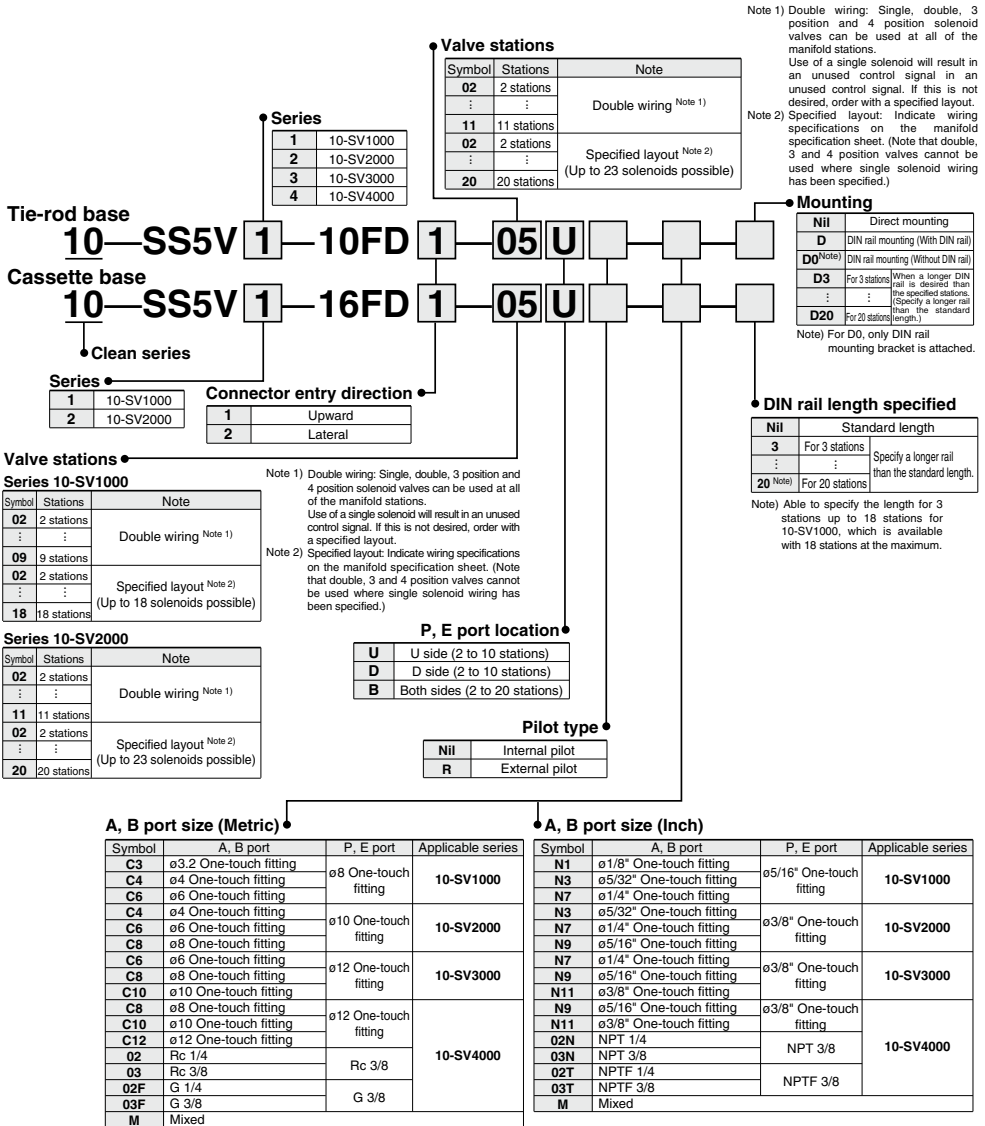 Note 1) Double wiring: Single, double, 3
position and 4 position solenoid
valves can be used at all of the
manifold stations.
Use of a single solenoid will result in
an unused control signal in an
unused control signal. If this is not
desired, order with a specified layout.
Note 2) Specified layout: Indicate wiring
specifications on the manifold
specification sheet. (Note that double,
3 and 4 position valves cannot be
used where single solenoid wiring
has been specified.)
Valve stations
Symbol Stations Note
02 2 stations
⋮ ⋮
Double wiring Note 1)
11 11 stations
02 2 stations
⋮ ⋮
Specified layout Note 2)
(Up to 23 solenoids possible)
20 20 stations
Series
1 10-SV1000
2 10-SV2000
3 10-SV3000
4 10-SV4000
Mounting
Nil Direct mounting
D DIN rail mounting (With DIN rail)
D0Note) DIN rail mounting (Without DIN rail)
D3 For 3 stations
⋮ ⋮
D20 For 20 stations
When a longer DIN
rail is desired than
the specified stations.
(Specify a longer rail
than the standard
length.)
Note) For D0, only DIN rail
mounting bracket is attached.
Tie-rod base
10—SS5V 1—10FD 1—05 U
Cassette base
10—SS5V 1—16FD 1—05 U
Clean series
Series
1 10-SV1000
2 10-SV2000
Connector entry direction
1 Upward
2 Lateral
DIN rail length specified
Nil Standard length
3 For 3 stations
⋮ ⋮
20 Note) For 20 stations
Specify a longer rail
than the standard length.
Note) Able to specify the length for 3
stations up to 18 stations for
10-SV1000, which is available
with 18 stations at the maximum.
Valve stations
Series 10-SV1000
Symbol Stations Note
02 2 stations
⋮ ⋮
Double wiring Note 1)
09 9 stations
02 2 stations
⋮ ⋮
Specified layout Note 2)
(Up to 18 solenoids possible)
18 18 stations
Note 1) Double wiring: Single, double, 3 position and
4 position solenoid valves can be used at all
of the manifold stations.
Use of a single solenoid will result in an unused
control signal. If this is not desired, order with
a specified layout.
Note 2) Specified layout: Indicate wiring specifications
on the manifold specification sheet. (Note
that double, 3 and 4 position valves cannot
be used where single solenoid wiring has
been specified.)
Series 10-SV2000
Symbol Stations Note
02 2 stations
⋮ ⋮
Double wiring Note 1)
11 11 stations
02 2 stations
⋮ ⋮
Specified layout Note 2)
(Up to 23 solenoids possible)
20 20 stations
P, E port location
U U side (2 to 10 stations)
D D side (2 to 10 stations)
B Both sides (2 to 20 stations)
Pilot type
Nil Internal pilot
R External pilot
A, B port size (Metric)
Symbol A, B port P, E port Applicable series
C3 ø3.2 One-touch fitting
C4 ø4 One-touch fitting
C6 ø6 One-touch fitting
ø8 One-touch
fitting
10-SV1000
C4 ø4 One-touch fitting
C6 ø6 One-touch fitting
C8 ø8 One-touch fitting
ø10 One-touch
fitting
10-SV2000
C6 ø6 One-touch fitting
C8 ø8 One-touch fitting
C10 ø10 One-touch fitting
ø12 One-touch
fitting
10-SV3000
C8 ø8 One-touch fitting
C10 ø10 One-touch fitting
C12 ø12 One-touch fitting
ø12 One-touch
fitting
02 Rc 1/4
03 Rc 3/8
Rc 3/8
02F G 1/4
03F G 3/8
G 3/8
10-SV4000
M Mixed
A, B port size (Inch)
Symbol A, B port P, E port Applicable series
N1 ø1/8" One-touch fitting
N3 ø5/32" One-touch fitting
N7 ø1/4" One-touch fitting
ø5/16" One-touch
fitting
10-SV1000
N3 ø5/32" One-touch fitting
N7 ø1/4" One-touch fitting
N9 ø5/16" One-touch fitting
ø3/8" One-touch
fitting
10-SV2000
N7 ø1/4" One-touch fitting
N9 ø5/16" One-touch fitting
N11 ø3/8" One-touch fitting
ø3/8" One-touch
fitting
10-SV3000
N9 ø5/16" One-touch fitting
N11 ø3/8" One-touch fitting
ø3/8" One-touch
fitting
02N NPT 1/4
03N NPT 3/8
NPT 3/8
02T NPTF 1/4
03T NPTF 3/8
NPTF 3/8
10-SV4000
M Mixed